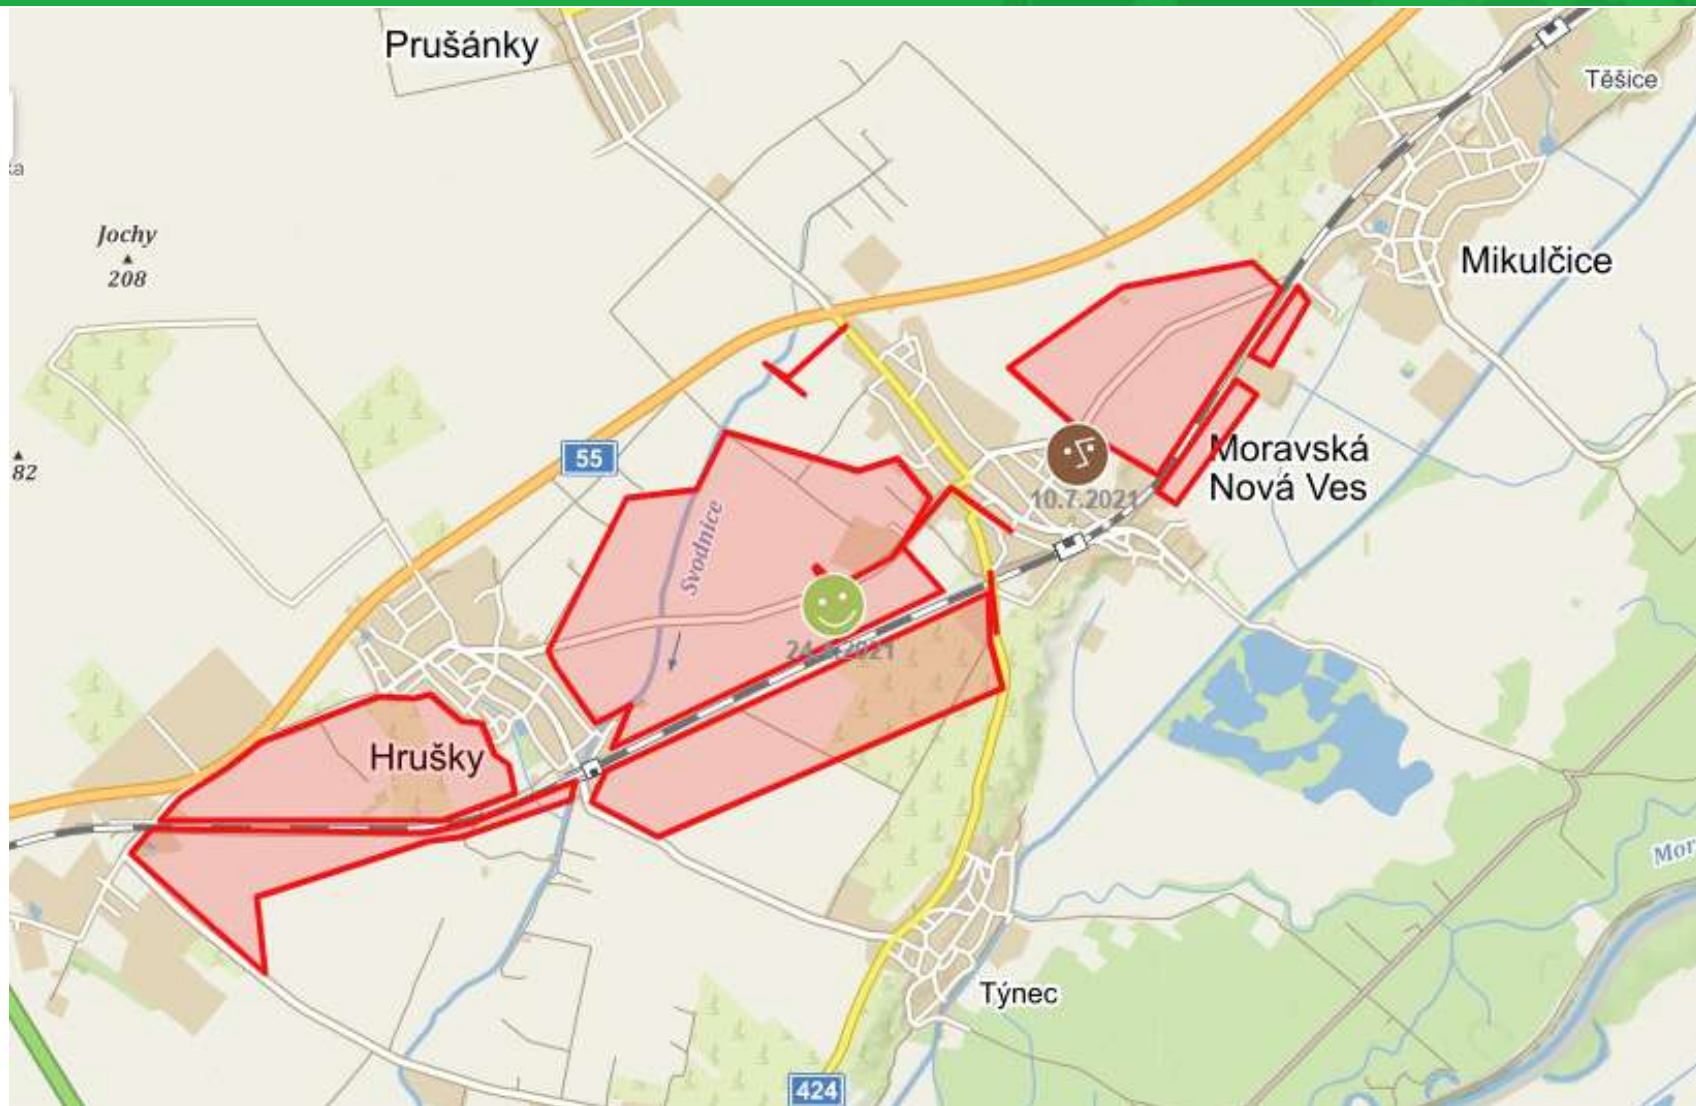 Prušánky
Těšice
Jochy
208
Mikulčice
55
82
Moravská
Nová Ves
10.7.2021
Svodnice
Hrušky
Týnec
424